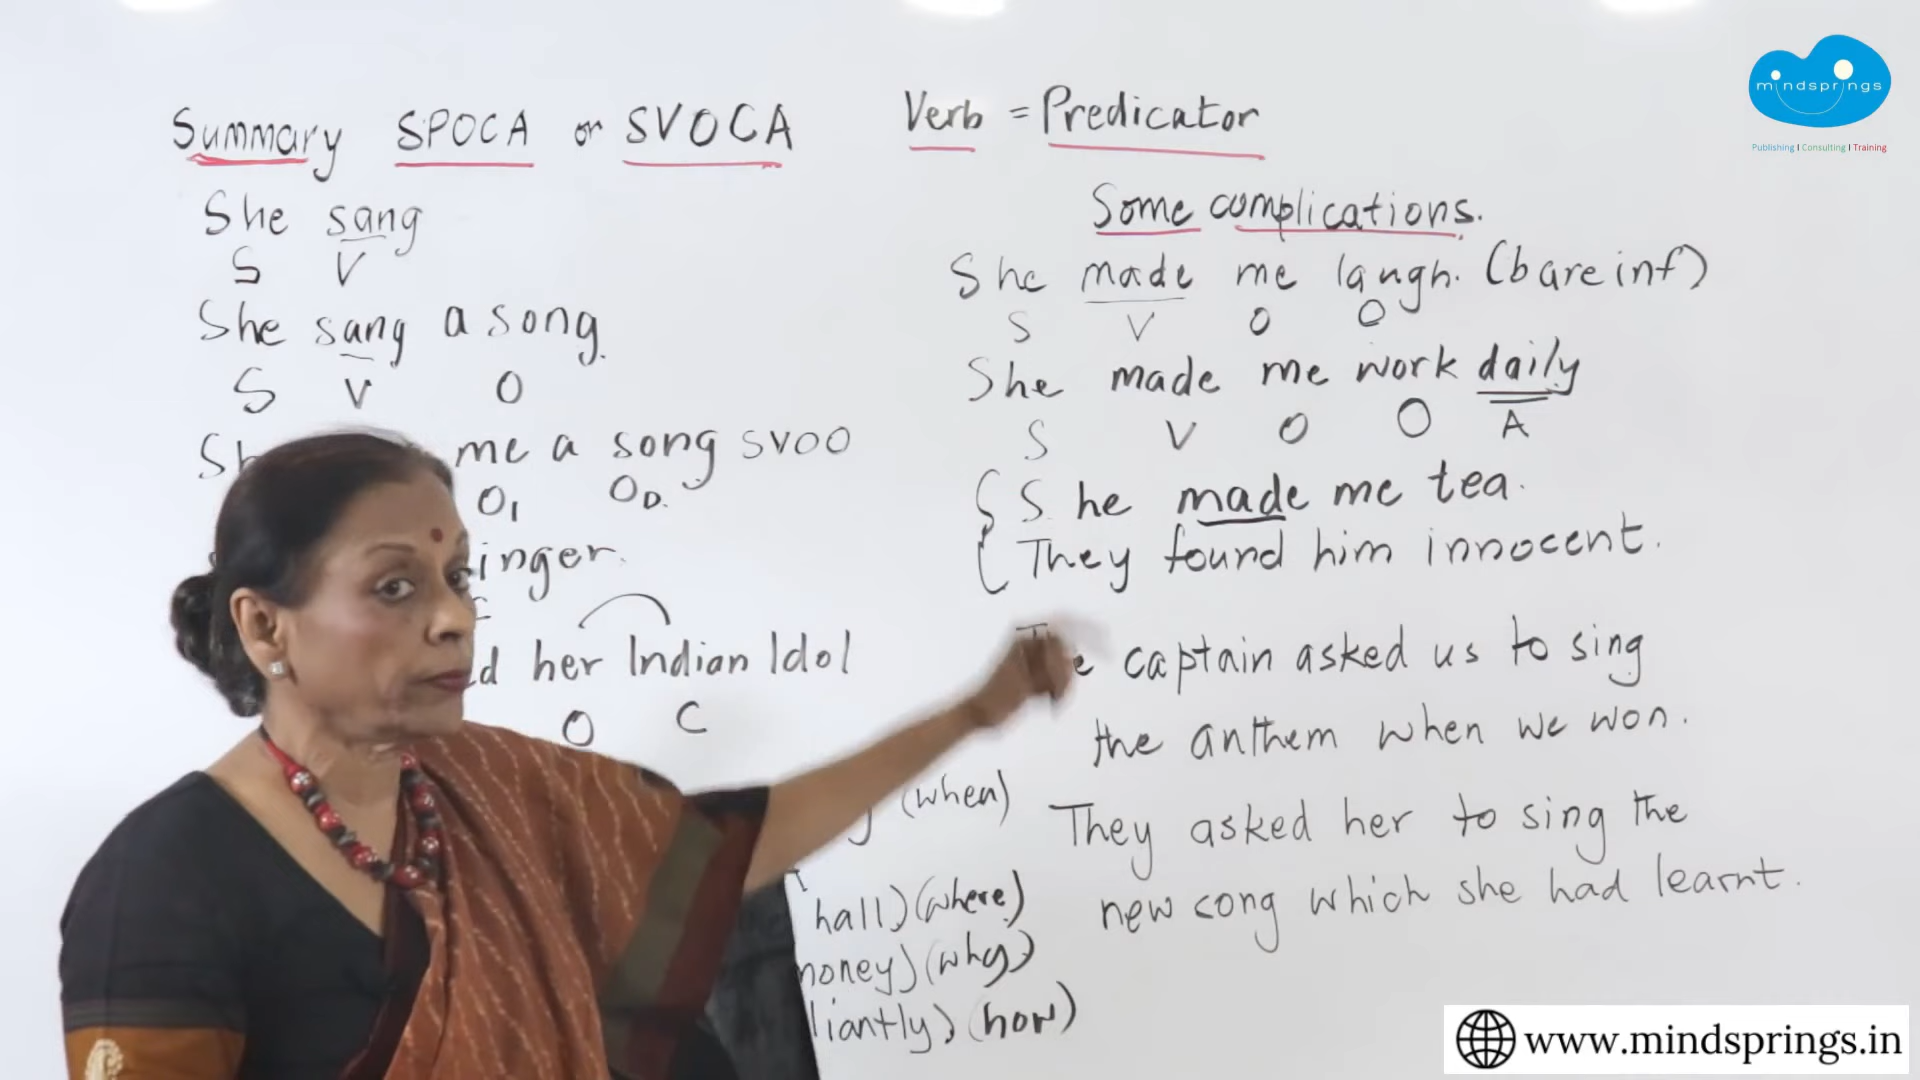 Summary SPOCA or SVOCA
Verb = Predicator
She sang
S V
She sang a song.
S V O
me a song SVOO
O1 OD.
inger.
her Indian Idol
O C
(when)
hall) (where)
money) (why)
liantly) (how)
Some complications.
She made me laugh. (bare inf)
S V O O
She made me work daily
S V O O A
She made me tea.
They found him innocent.
captain asked us to sing
the anthem when we won.
They asked her to sing the
new song which she had learnt.
mindsprings
Publishing I Consulting I Training
www.mindsprings.in